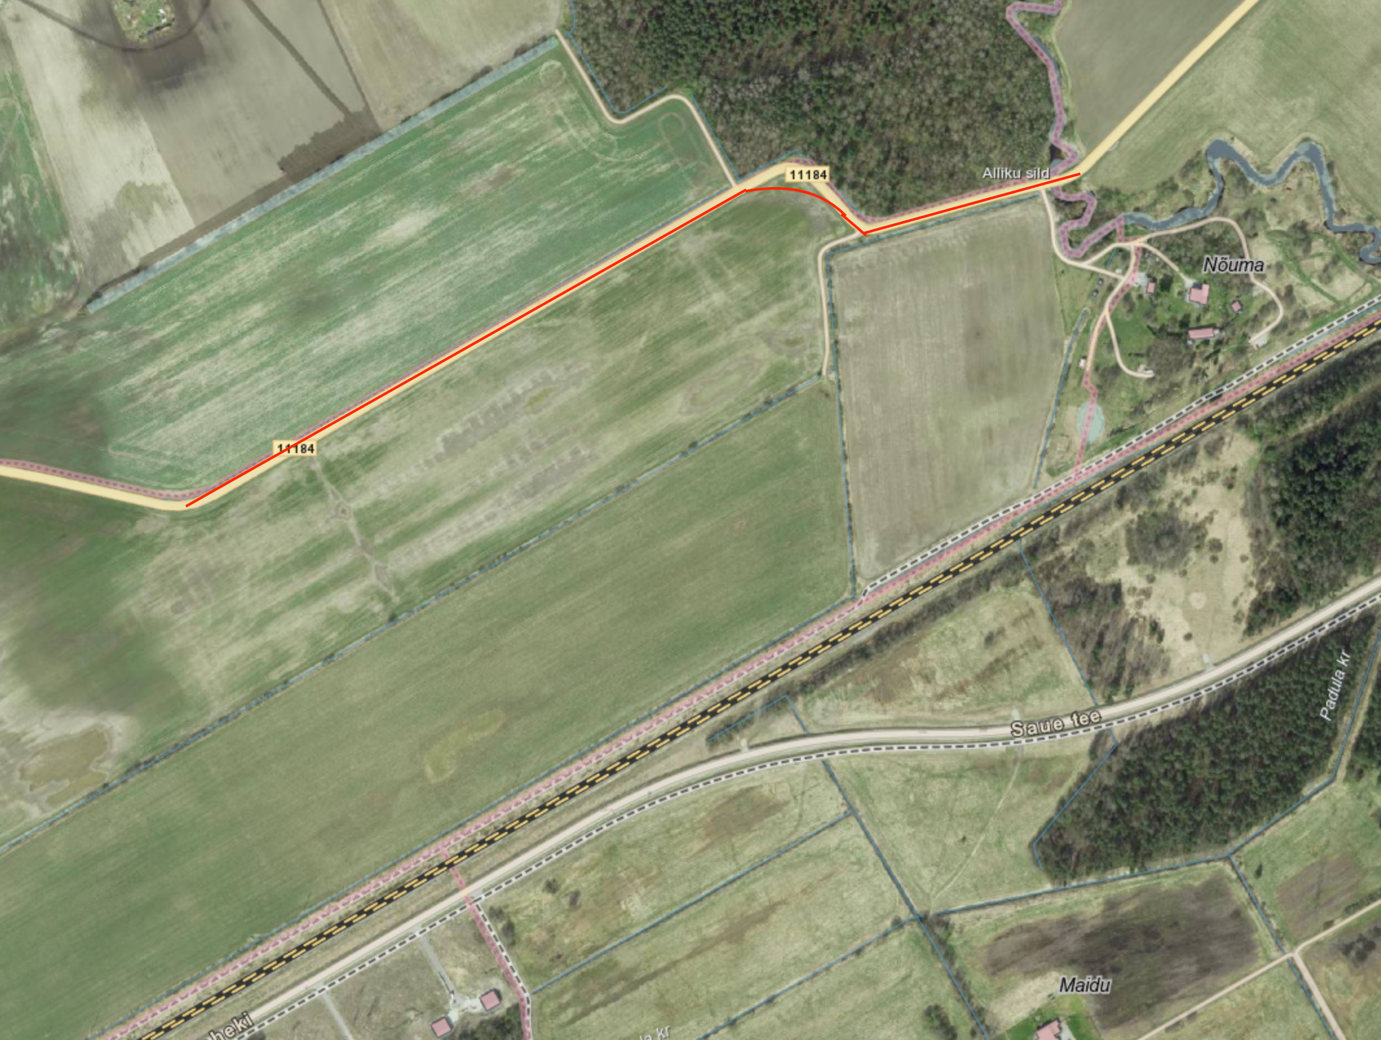 11184
Alliku sild
Nõuma
11184
Padula kr
Saue tee
Maidu